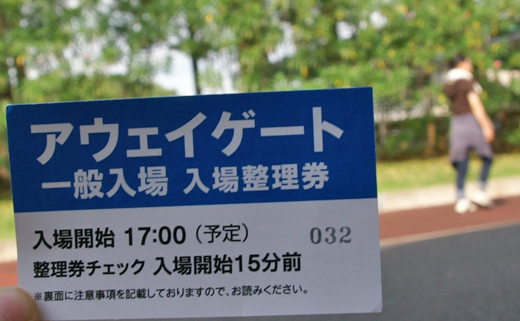 アウェイゲート
一般入場 入場整理券
入場開始 17:00（予定） 032
整理券チェック 入場開始15分前
※裏面に注意事項を記載しておりますので、お読みください。